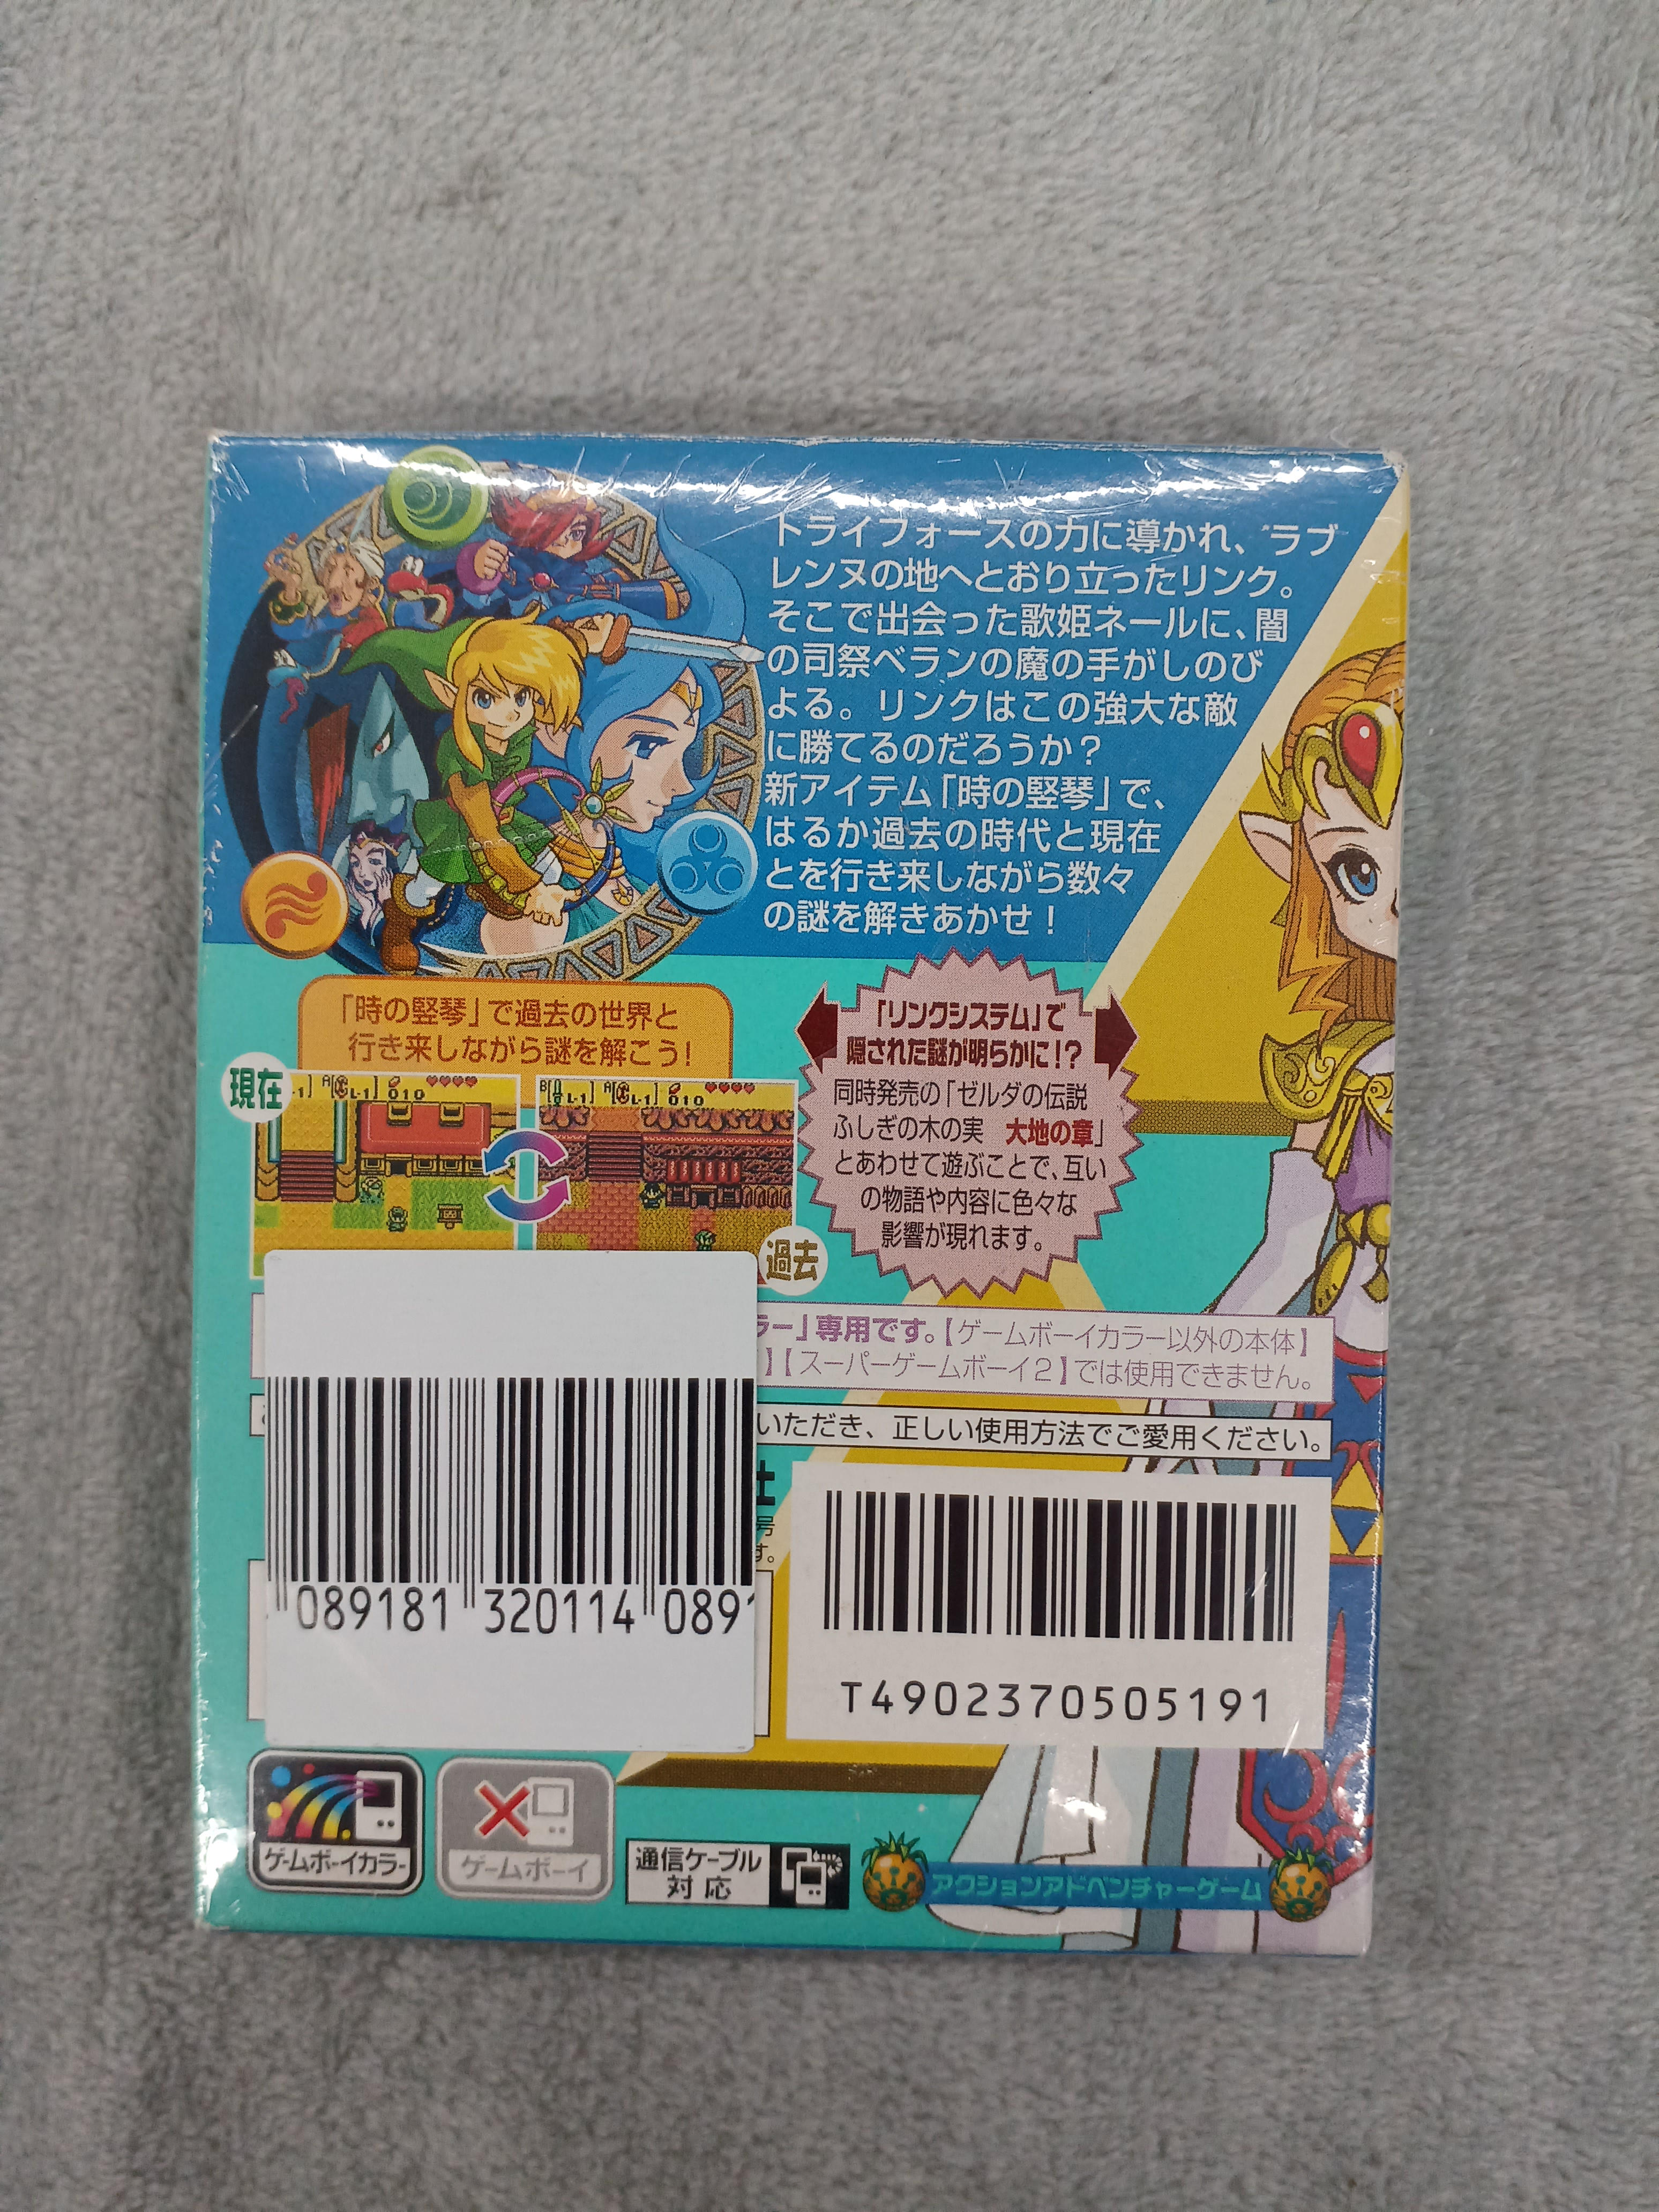 トライフォースの力に導かれ、“ラブ
レンヌの地へとおり立ったリンク。
そこで出会った歌姫ネールに、闇
の司祭ベランの魔の手がしのび
よる。リンクはこの強大な敵
に勝てるのだろうか？
新アイテム「時の竪琴」で、
はるか過去の時代と現在
とを行き来しながら数々
の謎を解きあかせ！
「時の竪琴」で過去の世界と
行き来しながら謎を解こう！
現在
L-1 010
L-1 L-1 010
過去
「リンクシステム」で
隠された謎が明らかに！？
同時発売の「ゼルダの伝説
ふしぎの木の実 大地の章」
とあわせて遊ぶことで、互い
の物語や内容に色々な
影響が現れます。
ラー」専用です。【ゲームボーイカラー以外の本体】
】【スーパーゲームボーイ2】では使用できません。
いただき、正しい使用方法でご愛用ください。
号
す。
089181 320114 089
T4902370505191
ゲームボーイカラー
ゲームボーイ
通信ケーブル
対応
アクションアドベンチャーゲーム